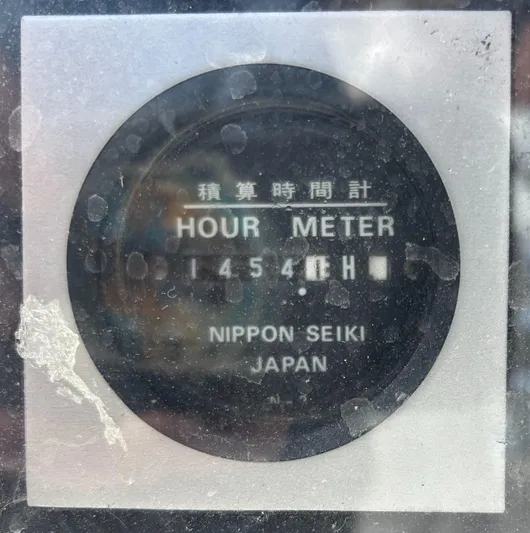 積算時間計
HOUR METER
1454 H
NIPPON SEIKI
JAPAN